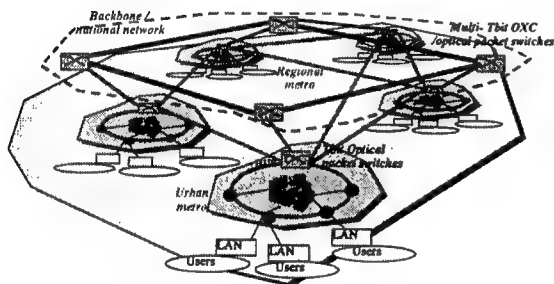 Backbone /
national network
Multi- Tbit OXC
/optical packet switches
Regional
metro
Tbit Optical
packet switches
Urban
metro
LAN
LAN
LAN
Users
Users
Users